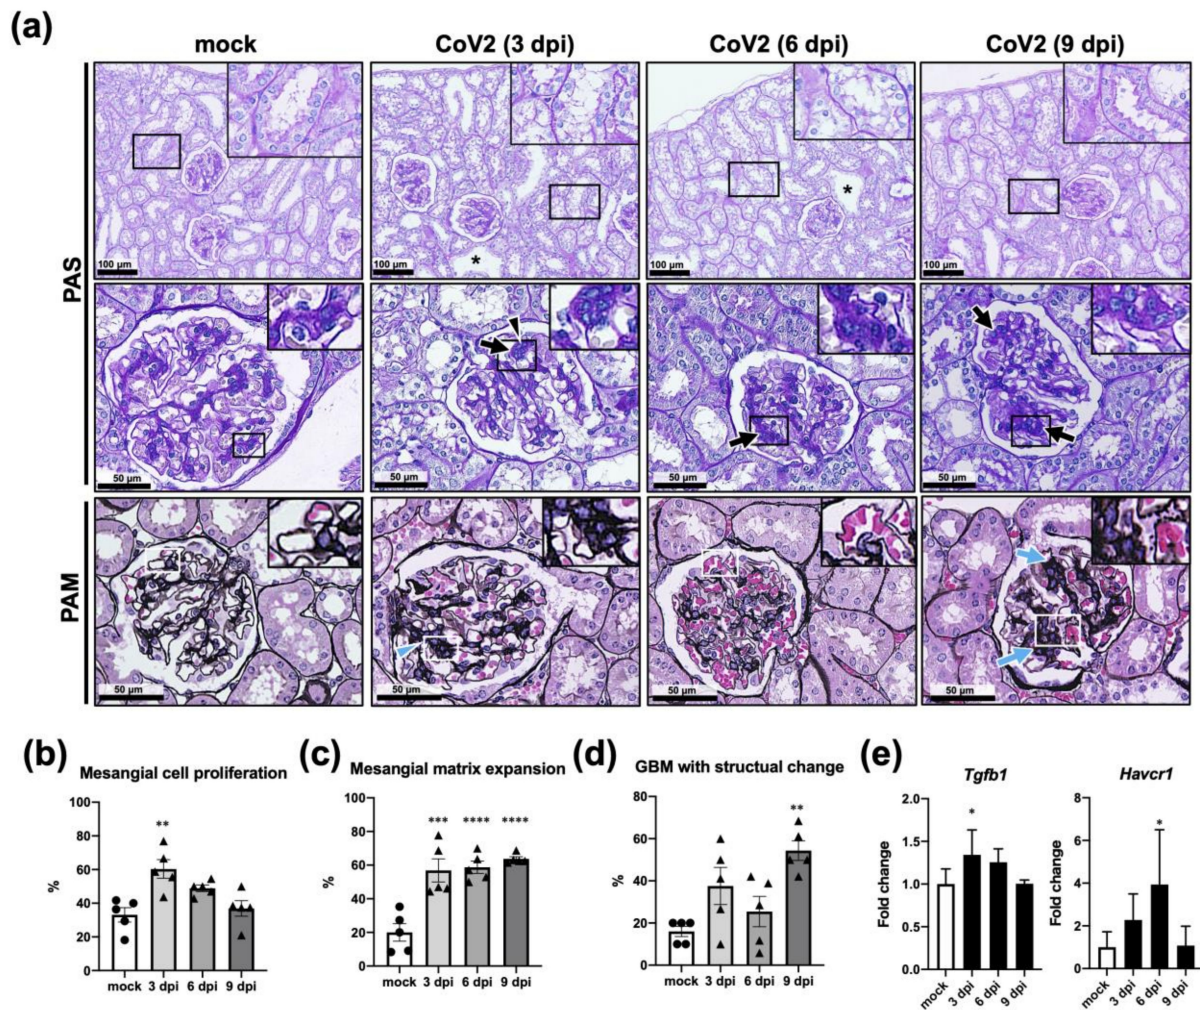 (a)
mock
CoV2 (3 dpi)
CoV2 (6 dpi)
CoV2 (9 dpi)
PAS
*
*
100 µm
100 µm
100 µm
100 µm
50 µm
50 µm
50 µm
50 µm
PAM
50 µm
50 µm
50 µm
50 µm
(b)
Mesangial cell proliferation
100
80
60
40
20
0
%
**
mock
3 dpi
6 dpi
9 dpi
(c)
Mesangial matrix expansion
100
80
60
40
20
0
%
***
****
****
mock
3 dpi
6 dpi
9 dpi
(d)
GBM with structual change
80
60
40
20
0
%
**
mock
3 dpi
6 dpi
9 dpi
(e)
Tgfb1
2.0
1.5
1.0
0.5
0.0
Fold change
*
mock
3 dpi
6 dpi
9 dpi
Havcr1
8
6
4
2
0
Fold change
*
mock
3 dpi
6 dpi
9 dpi